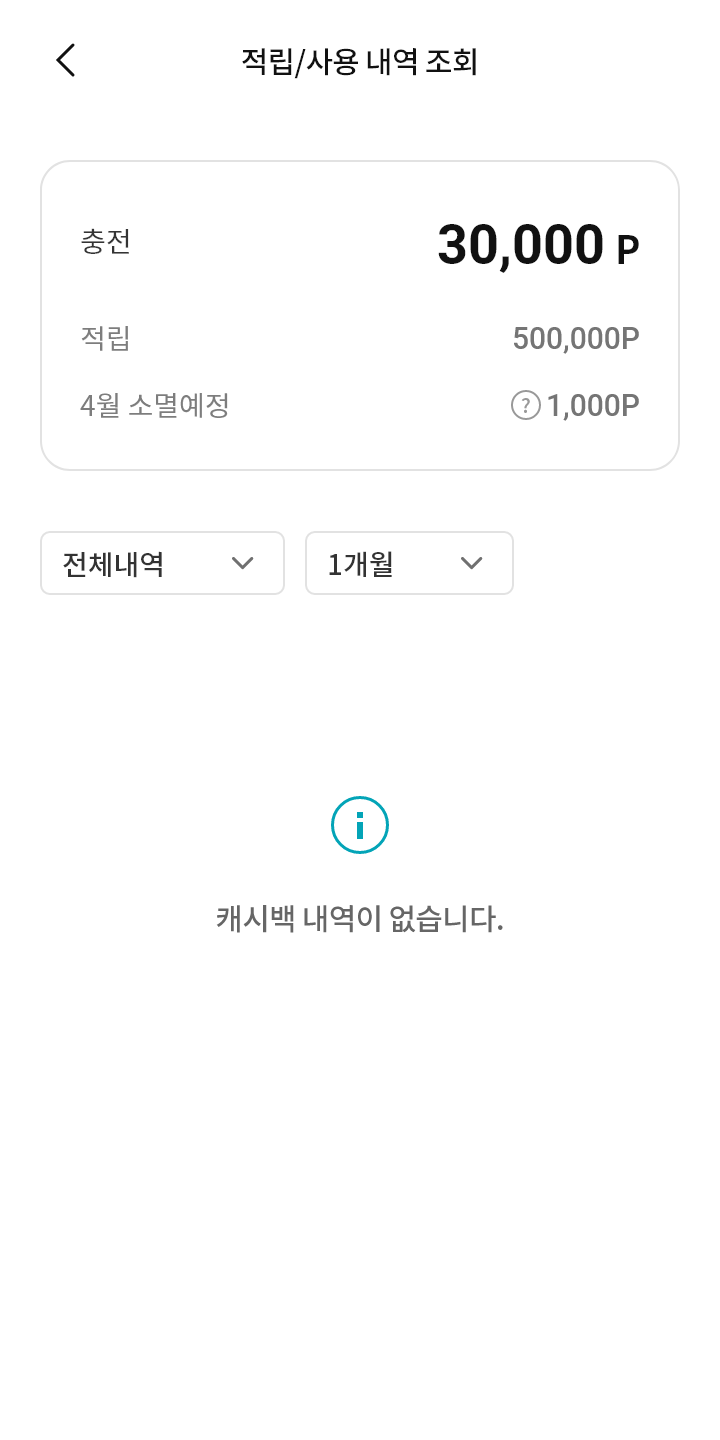 적립/사용 내역 조회
충전 30,000 P
적립 500,000P
4월 소멸예정 ? 1,000P
전체내역 1개월
캐시백 내역이 없습니다.